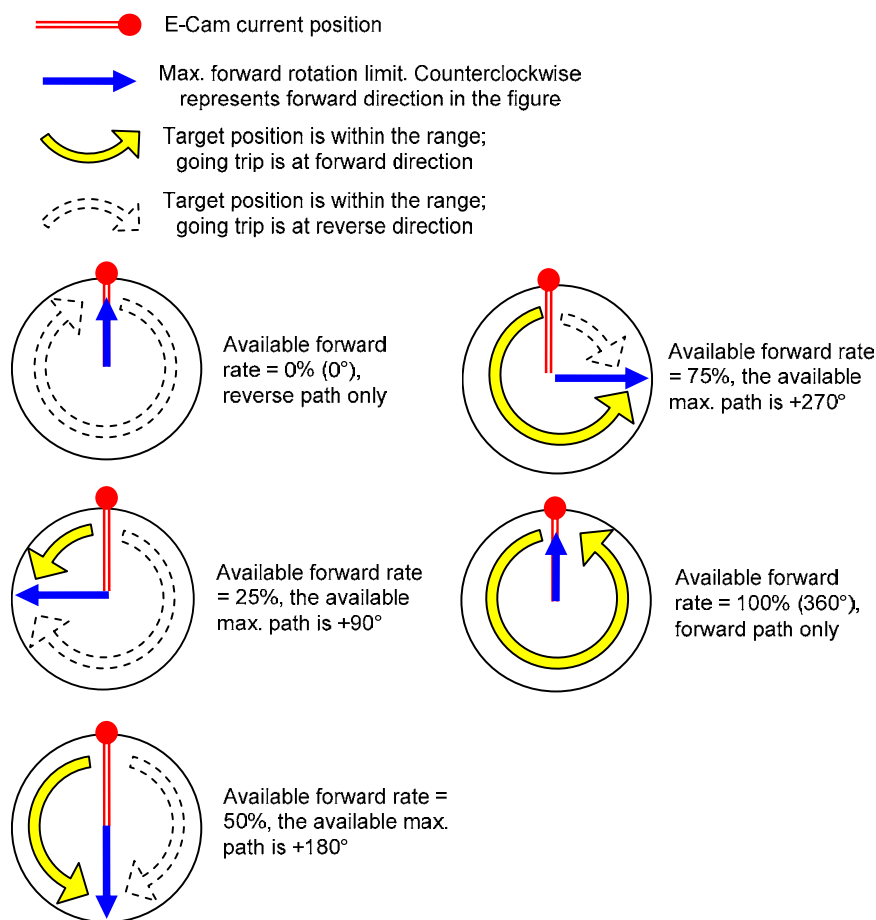 E-Cam current position
Max. forward rotation limit. Counterclockwise
represents forward direction in the figure
Target position is within the range;
going trip is at forward direction
Target position is within the range;
going trip is at reverse direction
Available forward
rate = 0% (0°),
reverse path only
Available forward rate
= 75%, the available
max. path is +270°
Available forward rate
= 25%, the available
max. path is +90°
Available forward
rate = 100% (360°),
forward path only
Available forward rate =
50%, the available max.
path is +180°